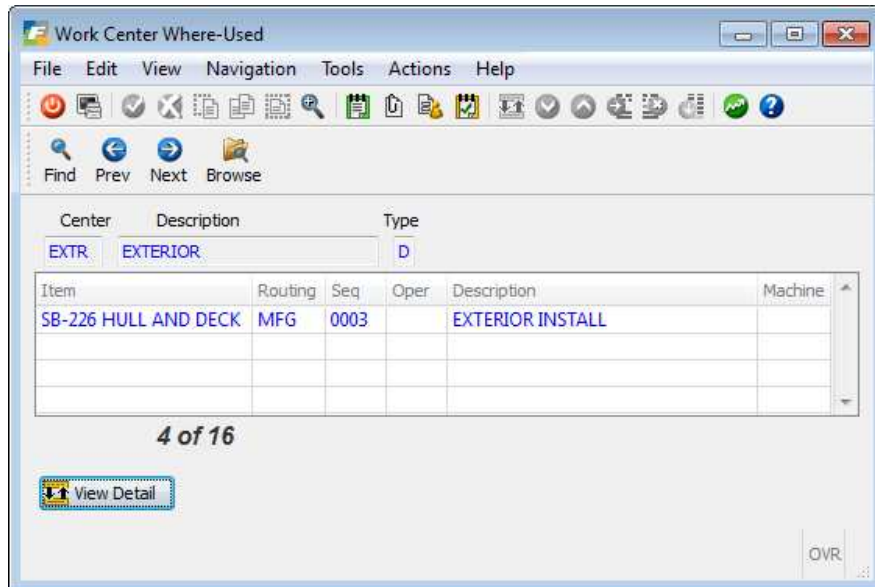 Work Center Where-Used
File Edit View Navigation Tools Actions Help
Find Prev Next Browse
Center Description Type
EXTR EXTERIOR D
Item Routing Seq Oper Description Machine
SB-226 HULL AND DECK MFG 0003 EXTERIOR INSTALL
4 of 16
View Detail
OVR